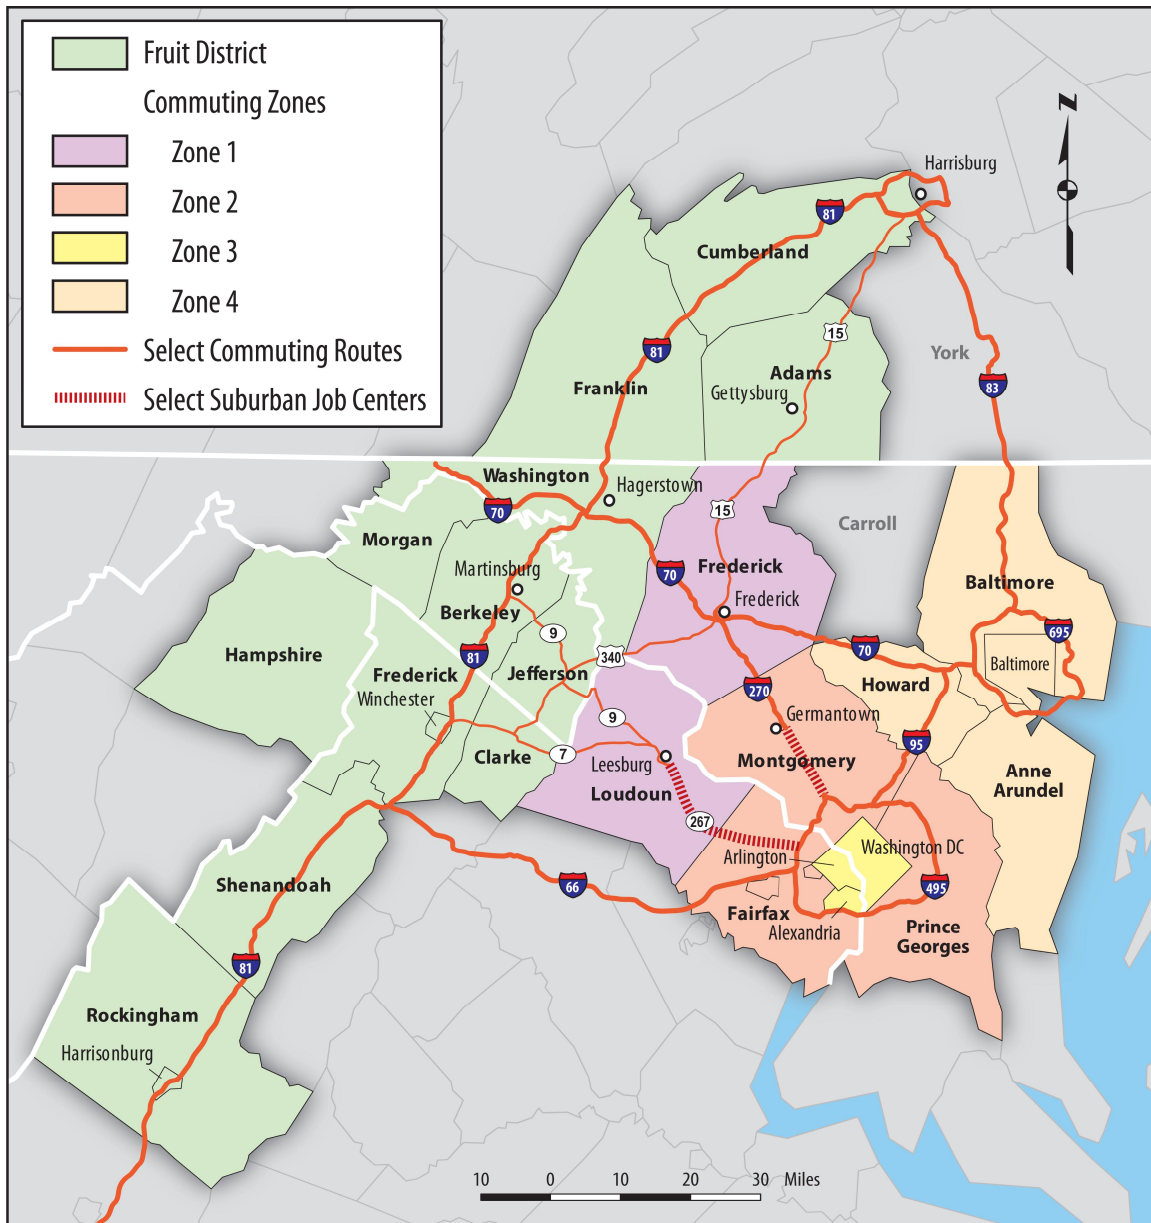 Fruit District
Commuting Zones
Zone 1
Zone 2
Zone 3
Zone 4
Select Commuting Routes
Select Suburban Job Centers
N
Harrisburg
81
Cumberland
15
81
York
Adams
83
Franklin
Gettysburg
Washington
Hagerstown
70
15
Carroll
Morgan
Martinsburg
70
Frederick
Baltimore
Berkeley
Frederick
9
695
Hampshire
81
340
70
Baltimore
Frederick
Jefferson
Howard
Winchester
270
9
Germantown
95
Clarke
7
Leesburg
Montgomery
Anne
Arundel
Loudoun
267
Arlington
Washington DC
Shenandoah
66
495
Fairfax
Alexandria
Prince
Georges
81
Rockingham
Harrisonburg
10 0 10 20 30 Miles